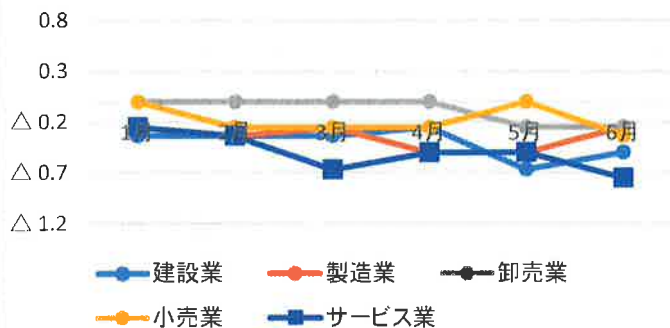 0.8
0.3
△ 0.2
1月 2月 3月 4月 5月 6月
△ 0.7
△ 1.2
建設業 製造業 卸売業
小売業 サービス業